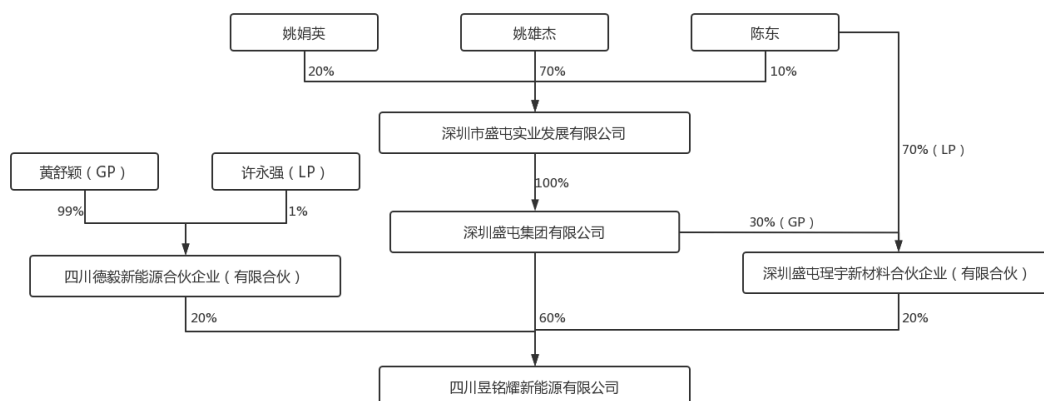 姚娟英
姚雄杰
陈东
20%
70%
10%
深圳市盛屯实业发展有限公司
70%（LP）
黄舒颖（GP）
许永强（LP）
100%
99%
1%
深圳盛屯集团有限公司
30%（GP）
四川德毅新能源合伙企业（有限合伙）
深圳盛屯珵宇新材料合伙企业（有限合伙）
20%
60%
20%
四川昱铭耀新能源有限公司